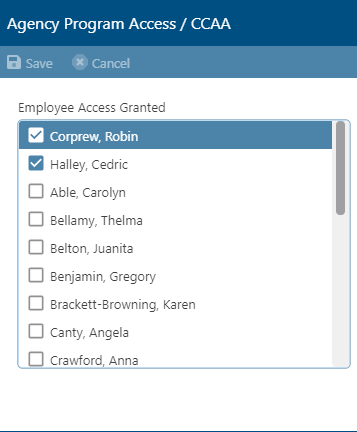 Agency Program Access / CCAA
Save Cancel
Employee Access Granted
Corprew, Robin
Halley, Cedric
Able, Carolyn
Bellamy, Thelma
Belton, Juanita
Benjamin, Gregory
Brackett-Browning, Karen
Canty, Angela
Crawford, Anna